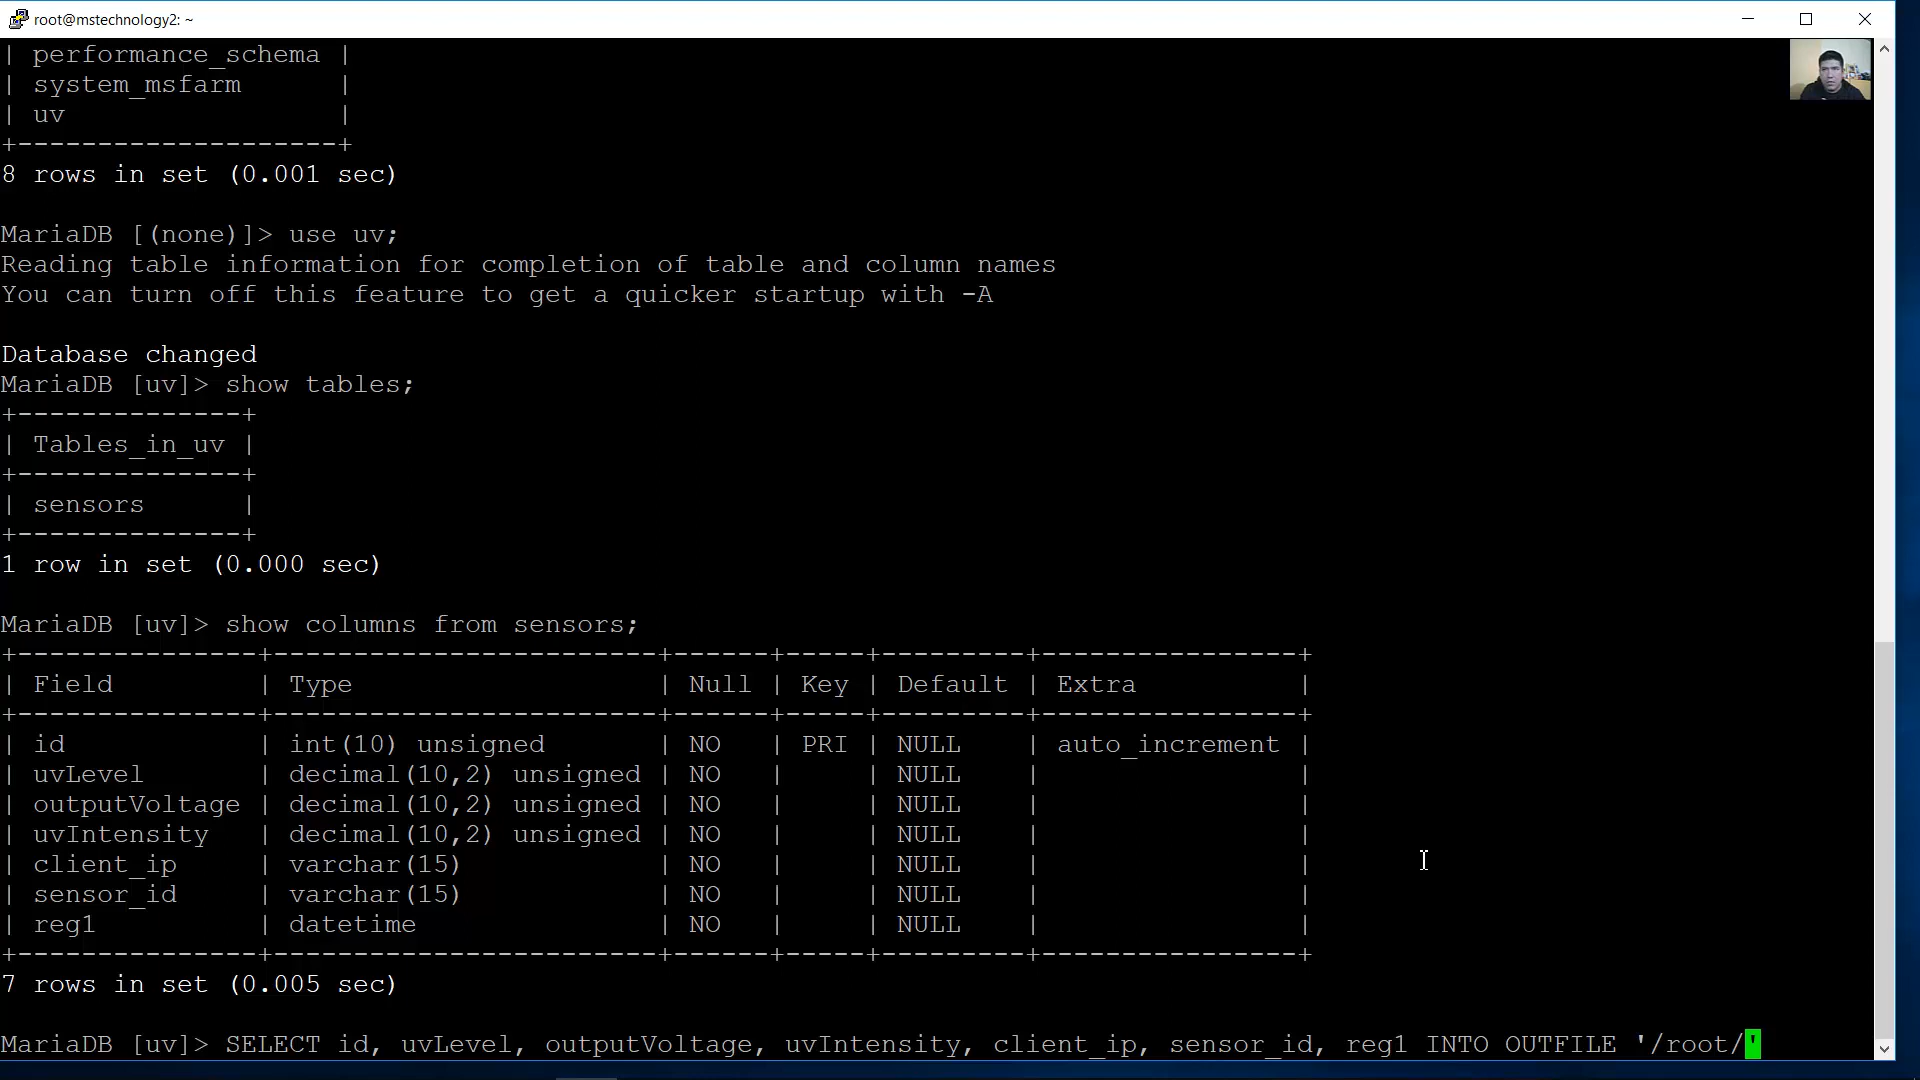 root@mstechnology2: ~
| performance_schema |
| system_msfarm      |
| uv                 |
+--------------------+
8 rows in set (0.001 sec)

MariaDB [(none)]> use uv;
Reading table information for completion of table and column names
You can turn off this feature to get a quicker startup with -A

Database changed
MariaDB [uv]> show tables;
+--------------+
| Tables_in_uv |
+--------------+
| sensors      |
+--------------+
1 row in set (0.000 sec)

MariaDB [uv]> show columns from sensors;
+---------------+------------------------+------+-----+---------+----------------+
| Field         | Type                   | Null | Key | Default | Extra          |
+---------------+------------------------+------+-----+---------+----------------+
| id            | int(10) unsigned       | NO   | PRI | NULL    | auto_increment |
| uvLevel       | decimal(10,2) unsigned | NO   |     | NULL    |                |
| outputVoltage | decimal(10,2) unsigned | NO   |     | NULL    |                |
| uvIntensity   | decimal(10,2) unsigned | NO   |     | NULL    |                |
| client_ip     | varchar(15)            | NO   |     | NULL    |                |
| sensor_id     | varchar(15)            | NO   |     | NULL    |                |
| reg1          | datetime               | NO   |     | NULL    |                |
+---------------+------------------------+------+-----+---------+----------------+
7 rows in set (0.005 sec)

MariaDB [uv]> SELECT id, uvLevel, outputVoltage, uvIntensity, client_ip, sensor_id, reg1 INTO OUTFILE '/root/'